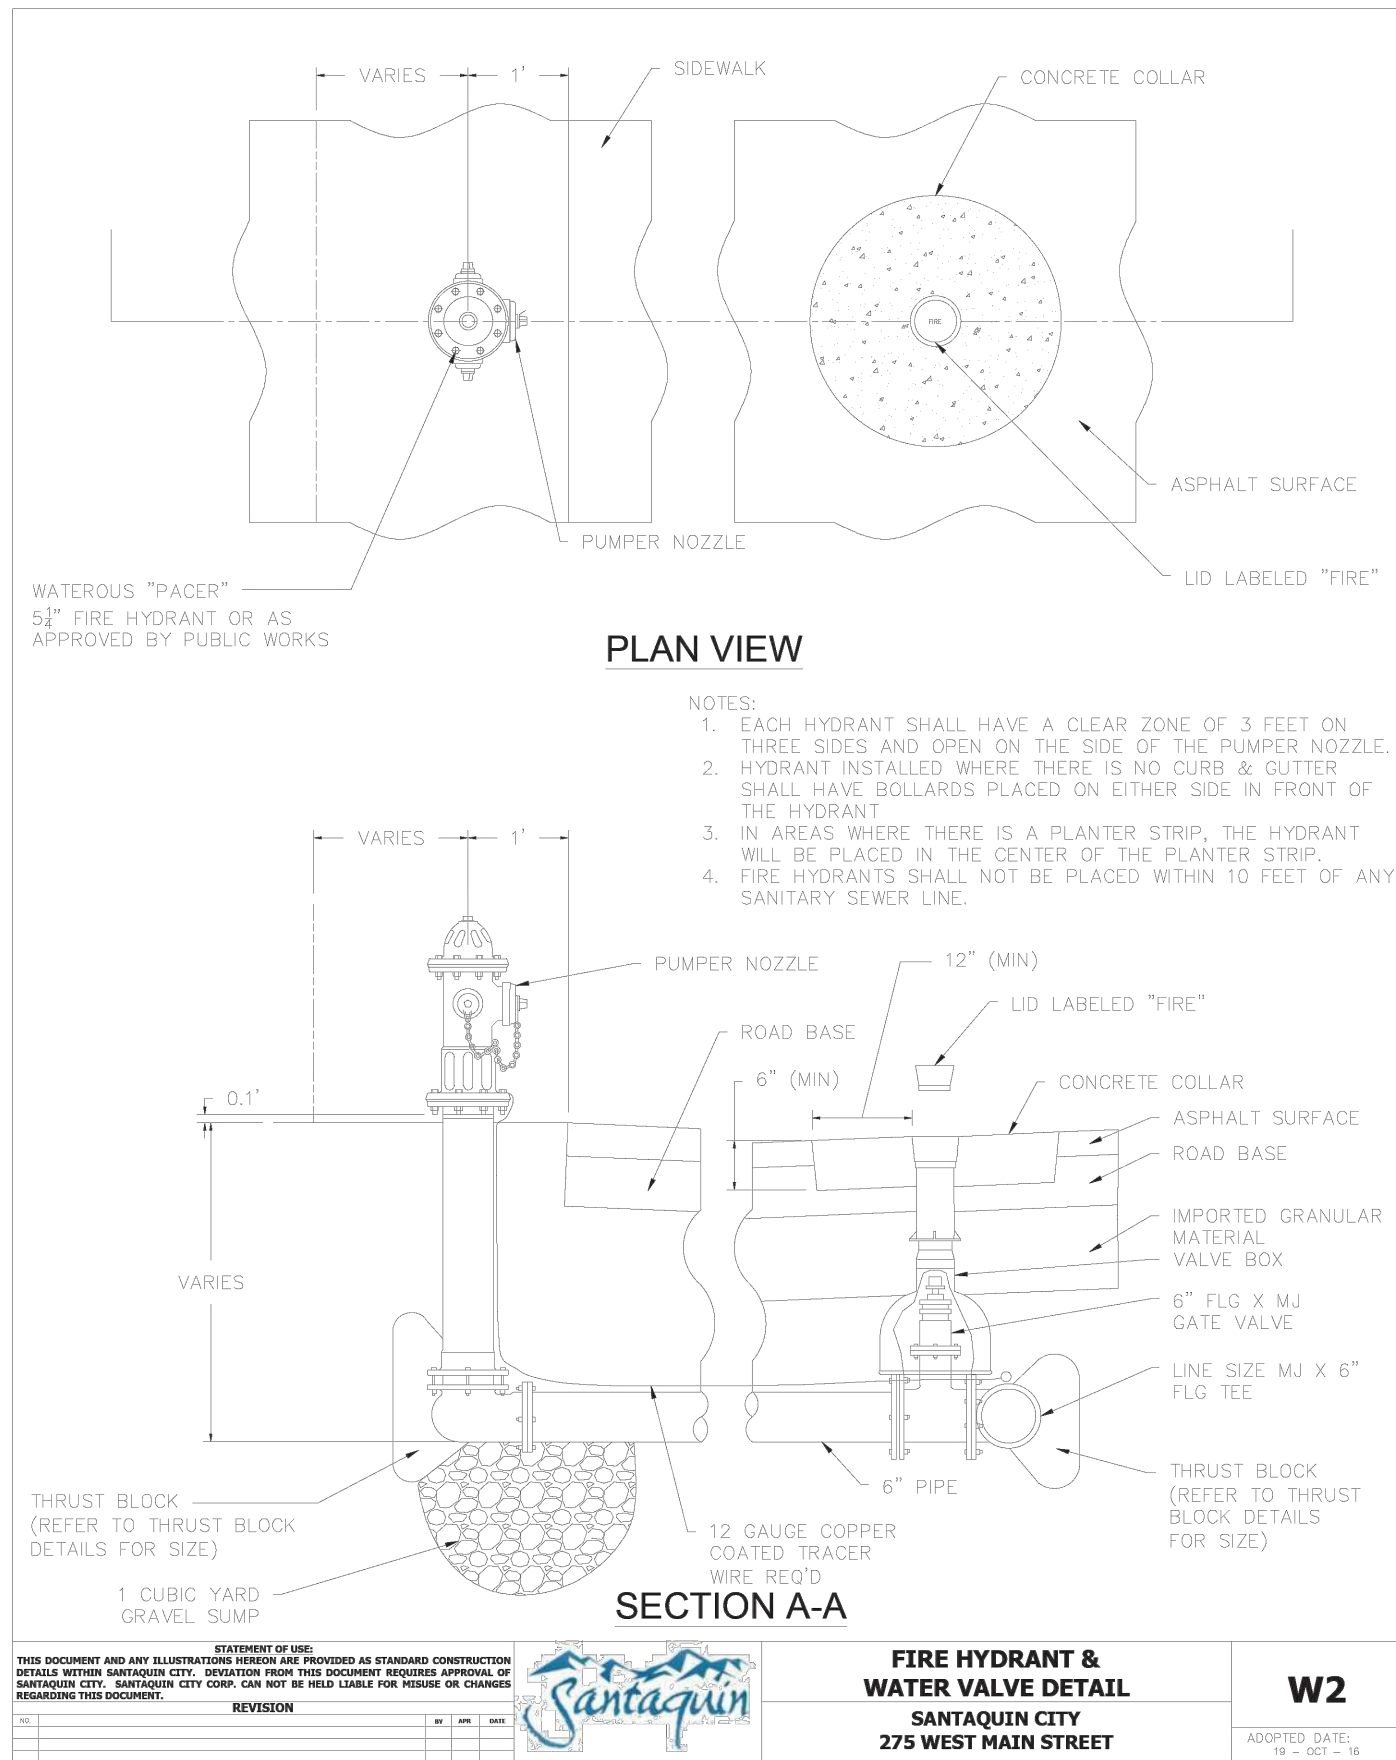 VARIES
1'
SIDEWALK
CONCRETE COLLAR
FIRE
ASPHALT SURFACE
PUMPER NOZZLE
LID LABELED "FIRE"
WATEROUS "PACER"
5 1/4" FIRE HYDRANT OR AS
APPROVED BY PUBLIC WORKS
PLAN VIEW
NOTES:
1. EACH HYDRANT SHALL HAVE A CLEAR ZONE OF 3 FEET ON
THREE SIDES AND OPEN ON THE SIDE OF THE PUMPER NOZZLE.
2. HYDRANT INSTALLED WHERE THERE IS NO CURB & GUTTER
SHALL HAVE BOLLARDS PLACED ON EITHER SIDE IN FRONT OF
THE HYDRANT
3. IN AREAS WHERE THERE IS A PLANTER STRIP, THE HYDRANT
WILL BE PLACED IN THE CENTER OF THE PLANTER STRIP.
4. FIRE HYDRANTS SHALL NOT BE PLACED WITHIN 10 FEET OF ANY
SANITARY SEWER LINE.
VARIES
1'
PUMPER NOZZLE
12" (MIN)
LID LABELED "FIRE"
ROAD BASE
6" (MIN)
CONCRETE COLLAR
0.1'
ASPHALT SURFACE
ROAD BASE
IMPORTED GRANULAR
MATERIAL
VALVE BOX
VARIES
6" FLG X MJ
GATE VALVE
LINE SIZE MJ X 6"
FLG TEE
6" PIPE
THRUST BLOCK
(REFER TO THRUST
BLOCK DETAILS
FOR SIZE)
THRUST BLOCK
(REFER TO THRUST BLOCK
DETAILS FOR SIZE)
12 GAUGE COPPER
COATED TRACER
WIRE REQ'D
1 CUBIC YARD
GRAVEL SUMP
SECTION A-A
STATEMENT OF USE:
THIS DOCUMENT AND ANY ILLUSTRATIONS HEREON ARE PROVIDED AS STANDARD CONSTRUCTION
DETAILS WITHIN SANTAQUIN CITY. DEVIATION FROM THIS DOCUMENT REQUIRES APPROVAL OF
SANTAQUIN CITY. SANTAQUIN CITY CORP. CAN NOT BE HELD LIABLE FOR MISUSE OR CHANGES
REGARDING THIS DOCUMENT.
REVISION
NO.
BY
APR
DATE
Santaquin
FIRE HYDRANT &
WATER VALVE DETAIL
SANTAQUIN CITY
275 WEST MAIN STREET
W2
ADOPTED DATE:
19 - OCT - 16